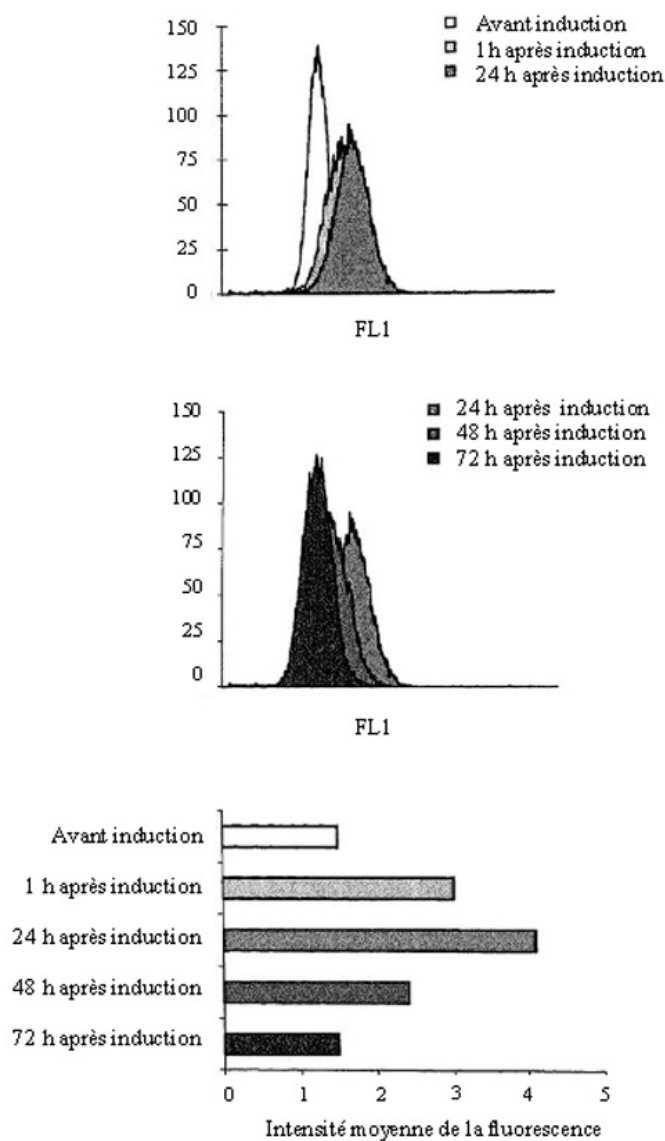 150
Avant induction
1 h après induction
24 h après induction
125
100
75
50
25
0
FL1
150
24 h après induction
48 h après induction
72 h après induction
125
100
75
50
25
0
FL1
Avant induction
1 h après induction
24 h après induction
48 h après induction
72 h après induction
0 1 2 3 4 5
Intensité moyenne de la fluorescence